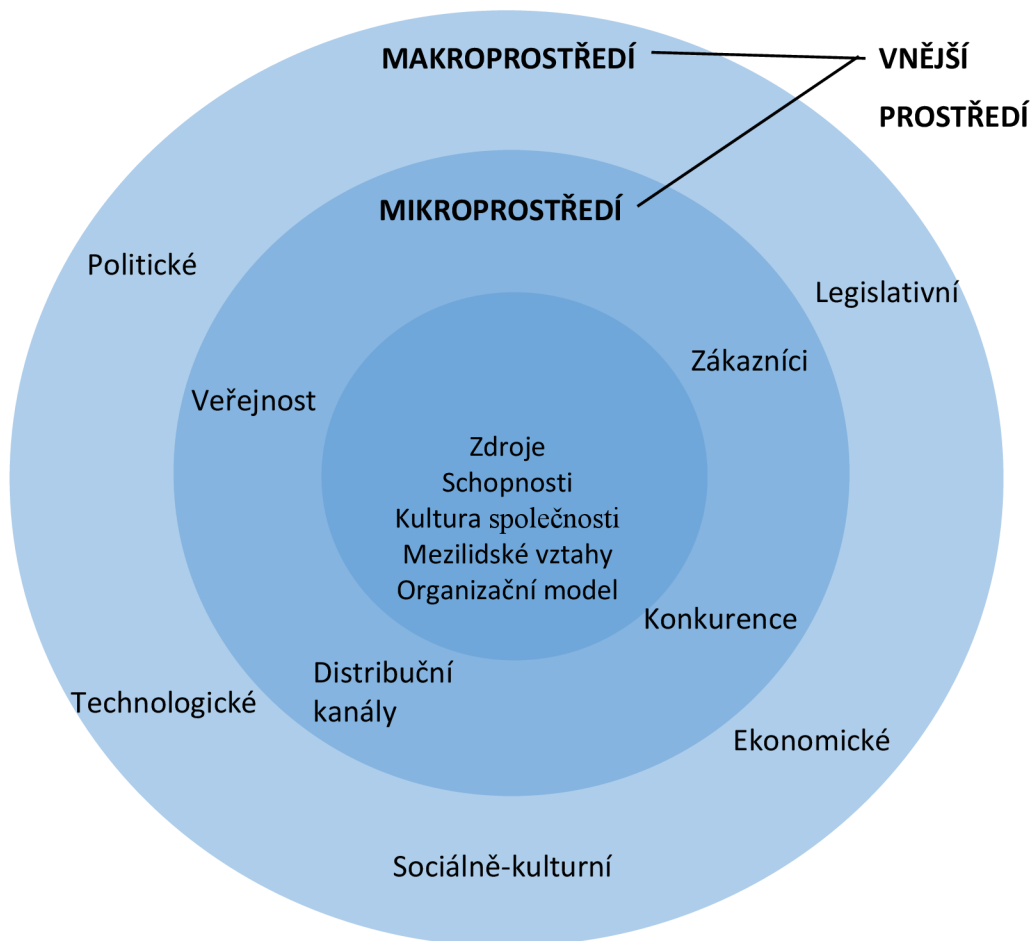 MAKROPROSTŘEDÍ
VNĚJŠÍ
PROSTŘEDÍ
MIKROPROSTŘEDÍ
Politické
Legislativní
Zákazníci
Veřejnost
Zdroje
Schopnosti
Kultura společnosti
Mezilidské vztahy
Organizační model
Konkurence
Distribuční
kanály
Technologické
Ekonomické
Sociálně-kulturní